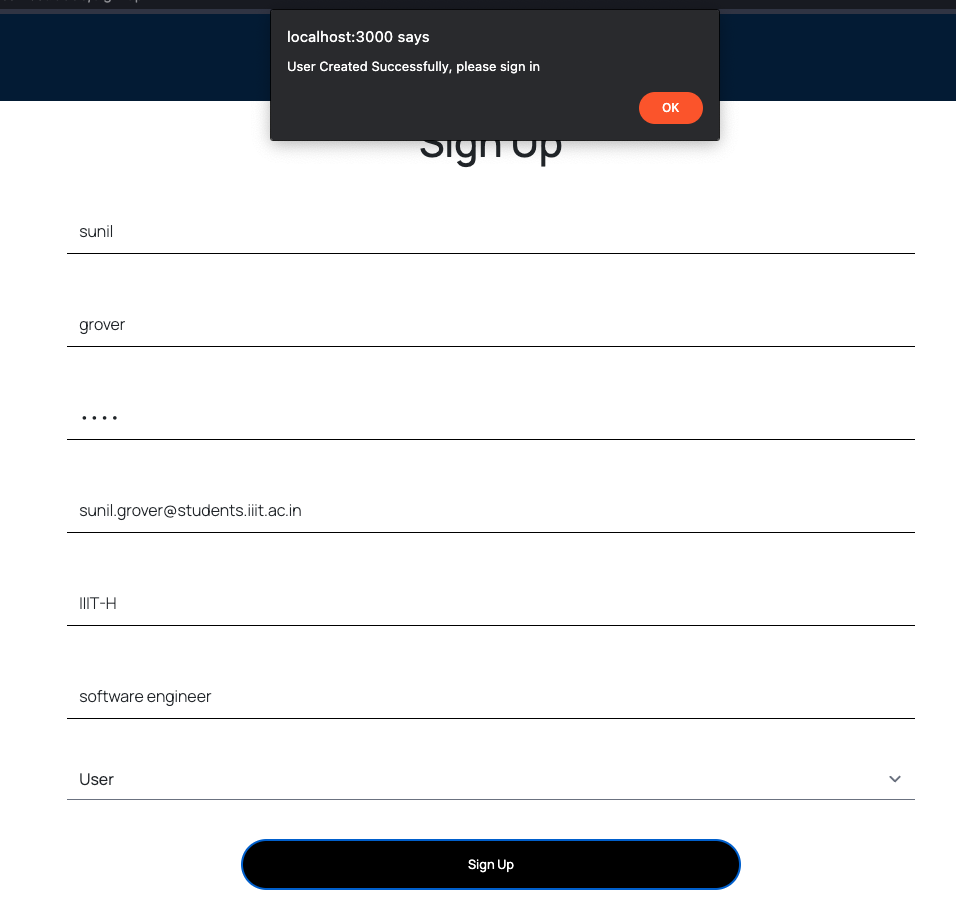 localhost:3000 says
User Created Successfully, please sign in
OK
Sign Up
sunil
grover
••••
sunil.grover@students.iiit.ac.in
IIIT-H
software engineer
User
Sign Up